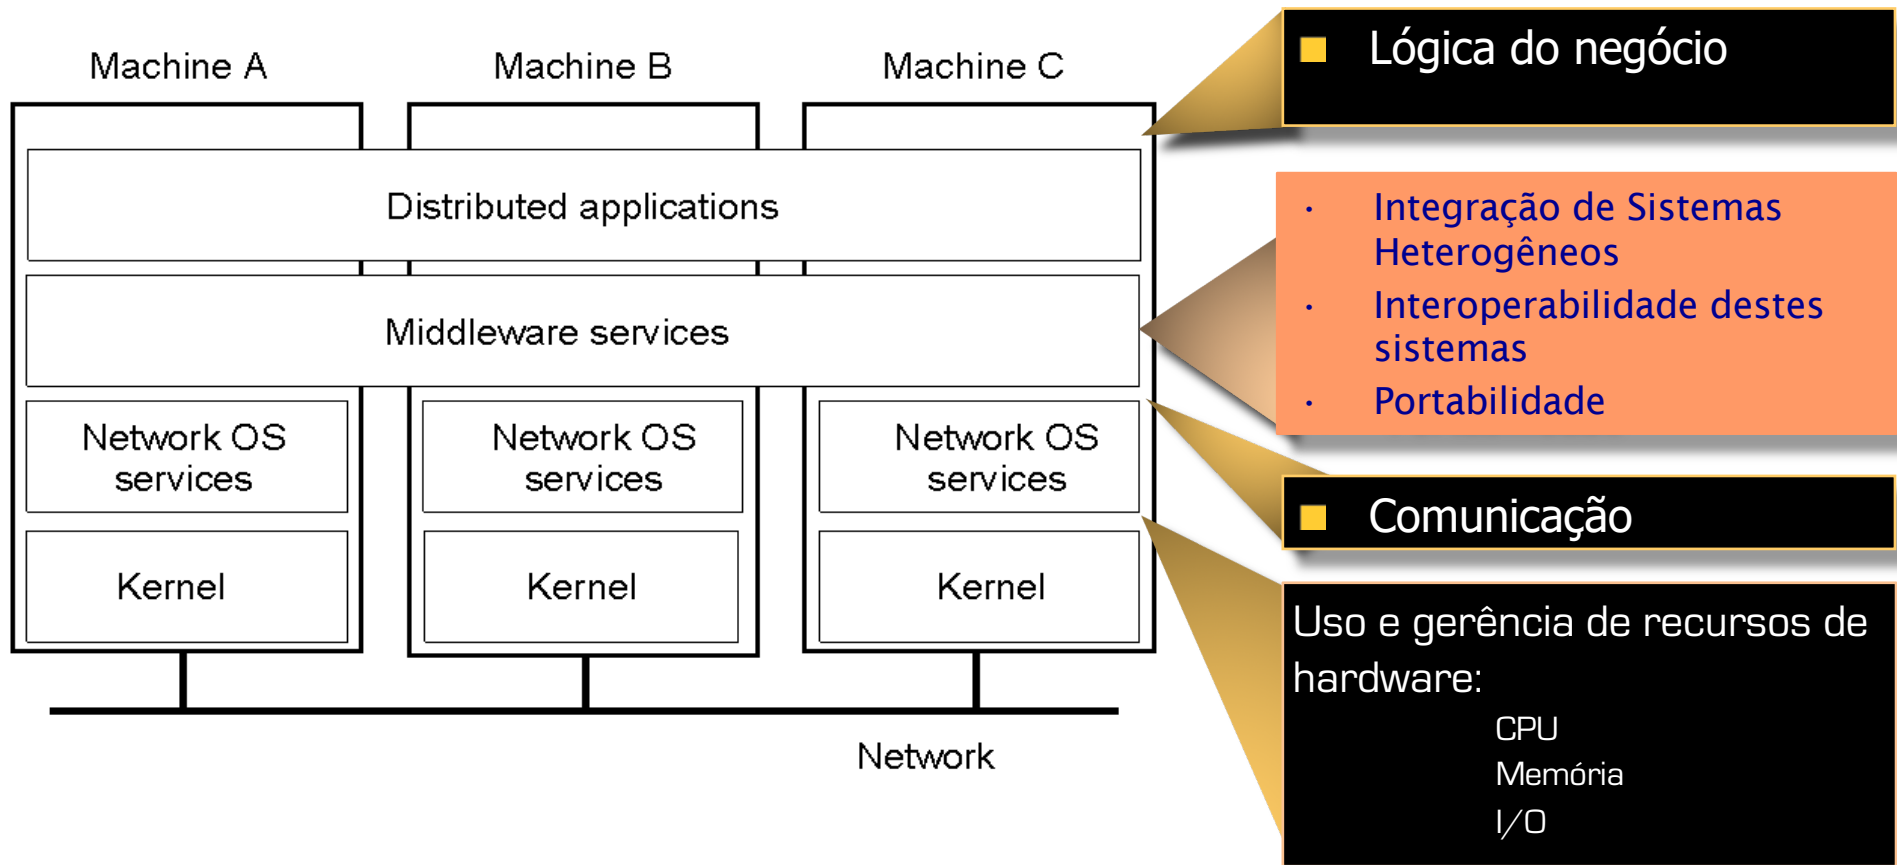 Machine A
Machine B
Machine C
Distributed applications
Middleware services
Network OS
services
Network OS
services
Network OS
services
Kernel
Kernel
Kernel
Network
■ Lógica do negócio
· Integração de Sistemas
Heterogêneos
· Interoperabilidade destes
sistemas
· Portabilidade
■ Comunicação
Uso e gerência de recursos de
hardware:
CPU
Memória
I/O